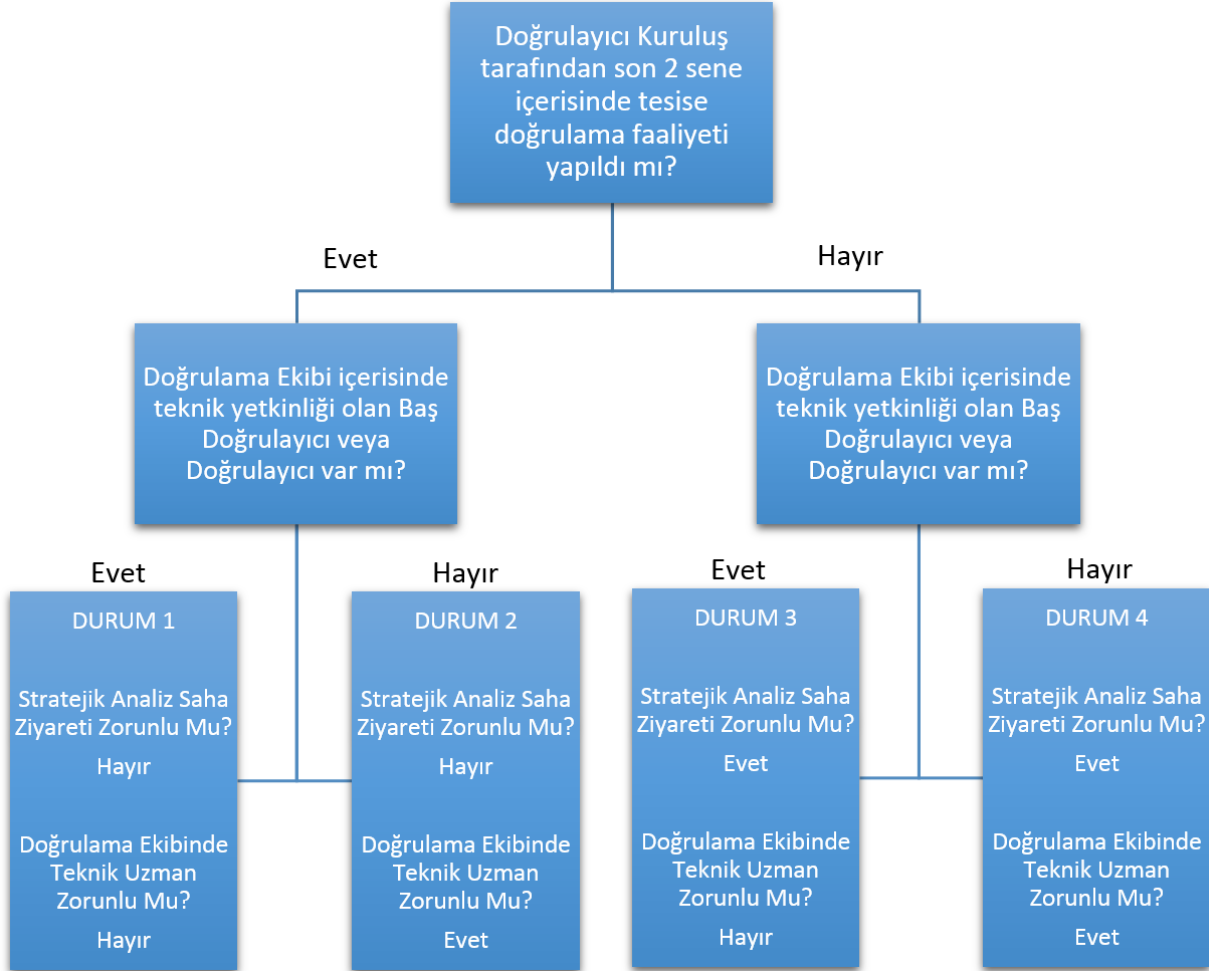 Doğrulayıcı Kuruluş
tarafından son 2 sene
içerisinde tesise
doğrulama faaliyeti
yapıldı mı?
Evet
Hayır
Doğrulama Ekibi içerisinde
teknik yetkinliği olan Baş
Doğrulayıcı veya
Doğrulayıcı var mı?
Doğrulama Ekibi içerisinde
teknik yetkinliği olan Baş
Doğrulayıcı veya
Doğrulayıcı var mı?
Evet
DURUM 1
Stratejik Analiz Saha
Ziyareti Zorunlu Mu?
Hayır
Doğrulama Ekibinde
Teknik Uzman
Zorunlu Mu?
Hayır
Hayır
DURUM 2
Stratejik Analiz Saha
Ziyareti Zorunlu Mu?
Hayır
Doğrulama Ekibinde
Teknik Uzman
Zorunlu Mu?
Evet
Evet
DURUM 3
Stratejik Analiz Saha
Ziyareti Zorunlu Mu?
Evet
Doğrulama Ekibinde
Teknik Uzman
Zorunlu Mu?
Hayır
Hayır
DURUM 4
Stratejik Analiz Saha
Ziyareti Zorunlu Mu?
Evet
Doğrulama Ekibinde
Teknik Uzman
Zorunlu Mu?
Evet